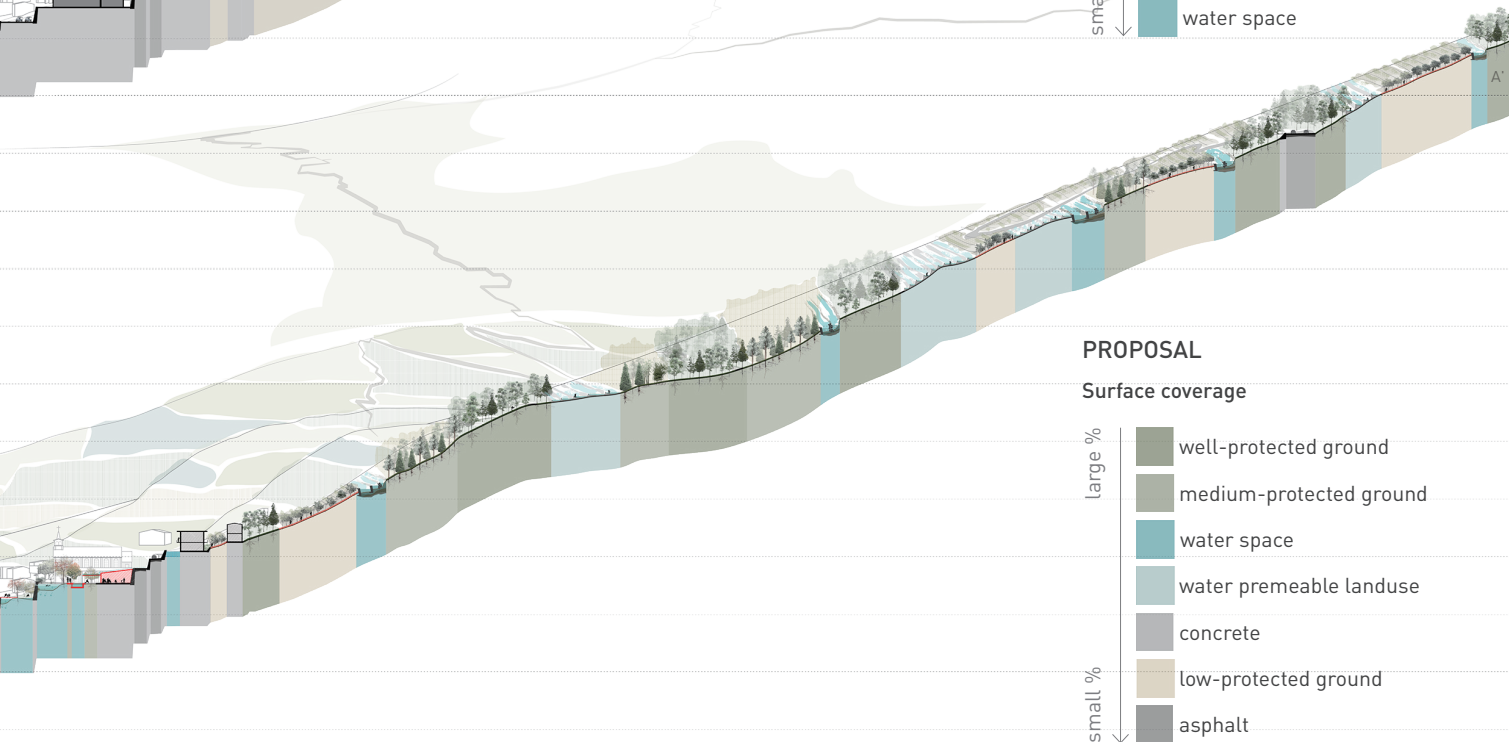 sma
water space
A'
PROPOSAL
Surface coverage
large %
well-protected ground
medium-protected ground
water space
water premeable landuse
concrete
low-protected ground
small %
asphalt